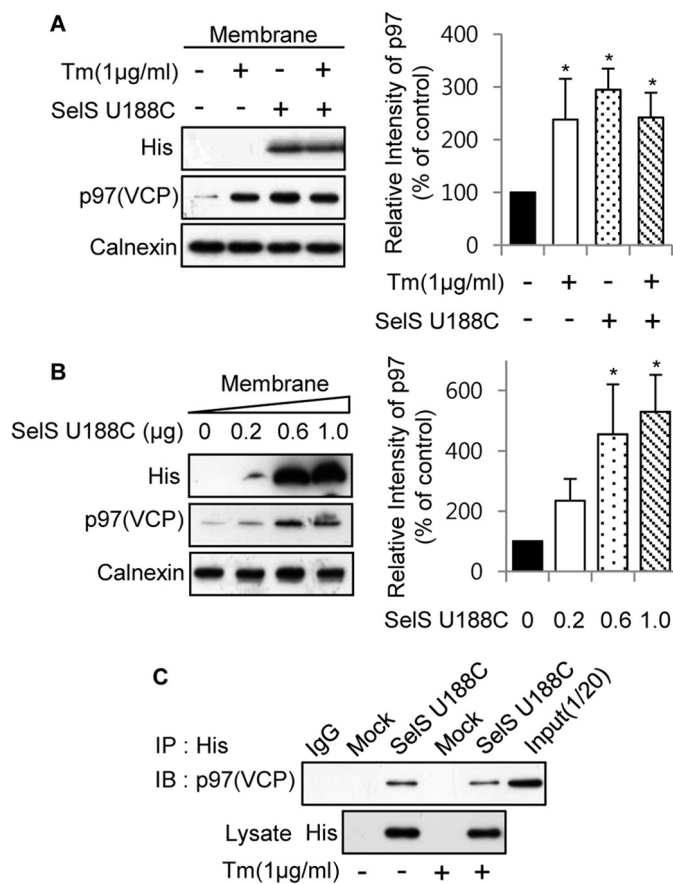 A
Membrane
Tm(1µg/ml) - + - +
SelS U188C - - + +
His
p97(VCP)
Calnexin
Relative Intensity of p97
(% of control)
400
300
200
100
0
* * *
Tm(1µg/ml) - + - +
SelS U188C - - + +
B
Membrane
SelS U188C (µg) 0 0.2 0.6 1.0
His
p97(VCP)
Calnexin
Relative Intensity of p97
(% of control)
600
400
200
0
* *
SelS U188C 0 0.2 0.6 1.0
C
IP : His
IgG Mock SelS U188C Mock SelS U188C Input(1/20)
IB : p97(VCP)
Lysate His
Tm(1µg/ml) - - + +